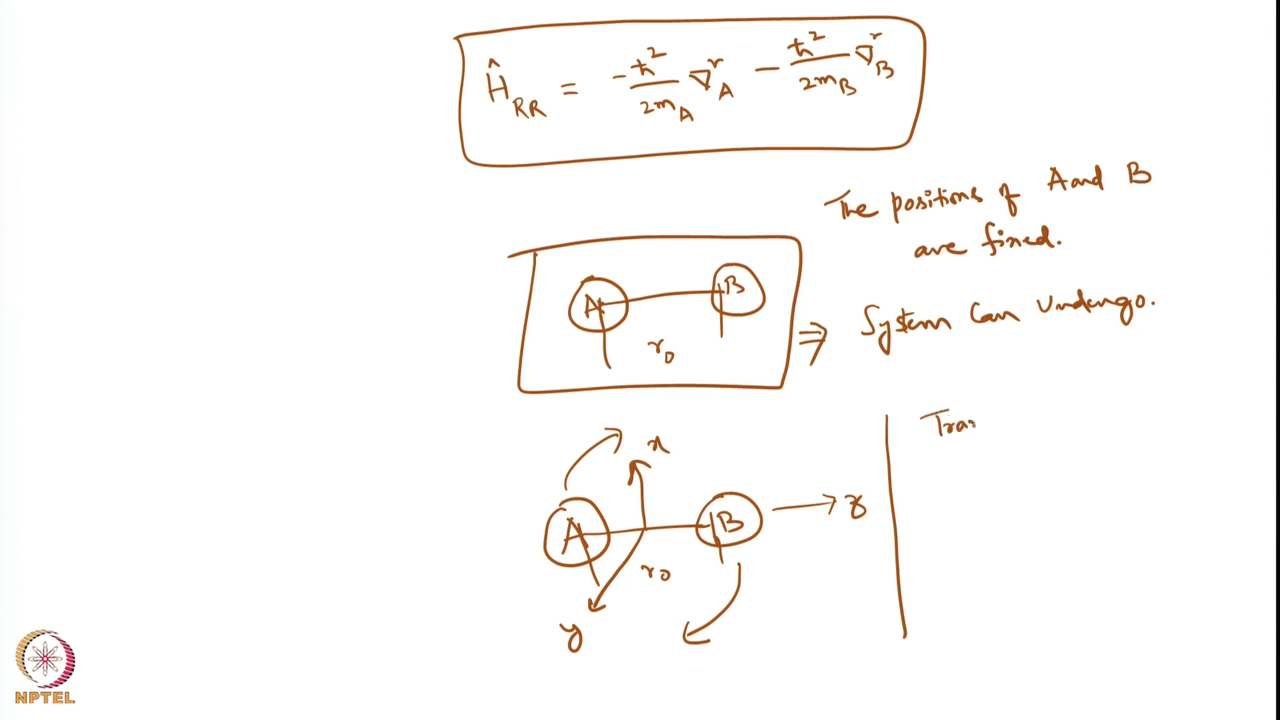 Ĥ_RR = -ħ²/2m_A ∇²_A - ħ²/2m_B ∇²_B
The positions of A and B
are fixed.
A B
r₀
⇒ System can undergo.
x
A B → z
r₀
y
Tra
NPTEL